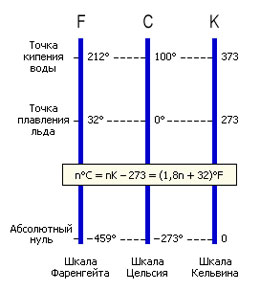 F C K
Точка
кипения
воды
212° 100° 373
Точка
плавления
льда
32° 0° 273
n°C = nK – 273 = (1,8n + 32)°F
Абсолютный
нуль
–459° –273° 0
Шкала Шкала Шкала
Фаренгейта Цельсия Кельвина